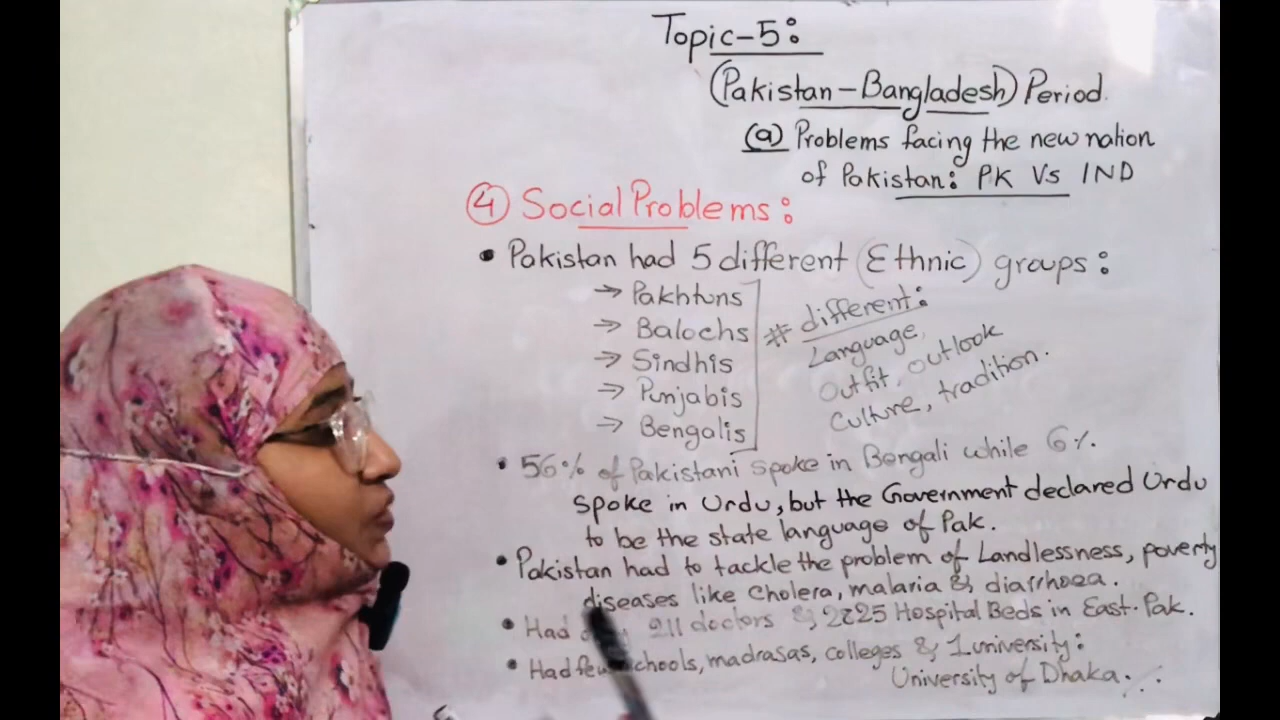 Topic-5:
(Pakistan-Bangladesh) Period.
(a) Problems facing the new nation
of Pakistan: PK Vs IND
④ Social Problems:
• Pakistan had 5 different (Ethnic) groups:
→ Pakhtuns
⇒ Balochs
⇒ Sindhis
⇒ Punjabis
⇒ Bengalis
# different:
Language,
outfit, outlook
Culture, tradition.
• 56% of Pakistani spoke in Bengali while 6%.
spoke in Urdu, but the Government declared Urdu
to be the state language of Pak.
• Pakistan had to tackle the problem of Landlessness, poverty
diseases like Cholera, malaria & diarrhoea.
• Had 211 doctors & Hospital Beds in East-Pak.
• Had few schools, madrasas, colleges & 1 university:
University of Dhaka.